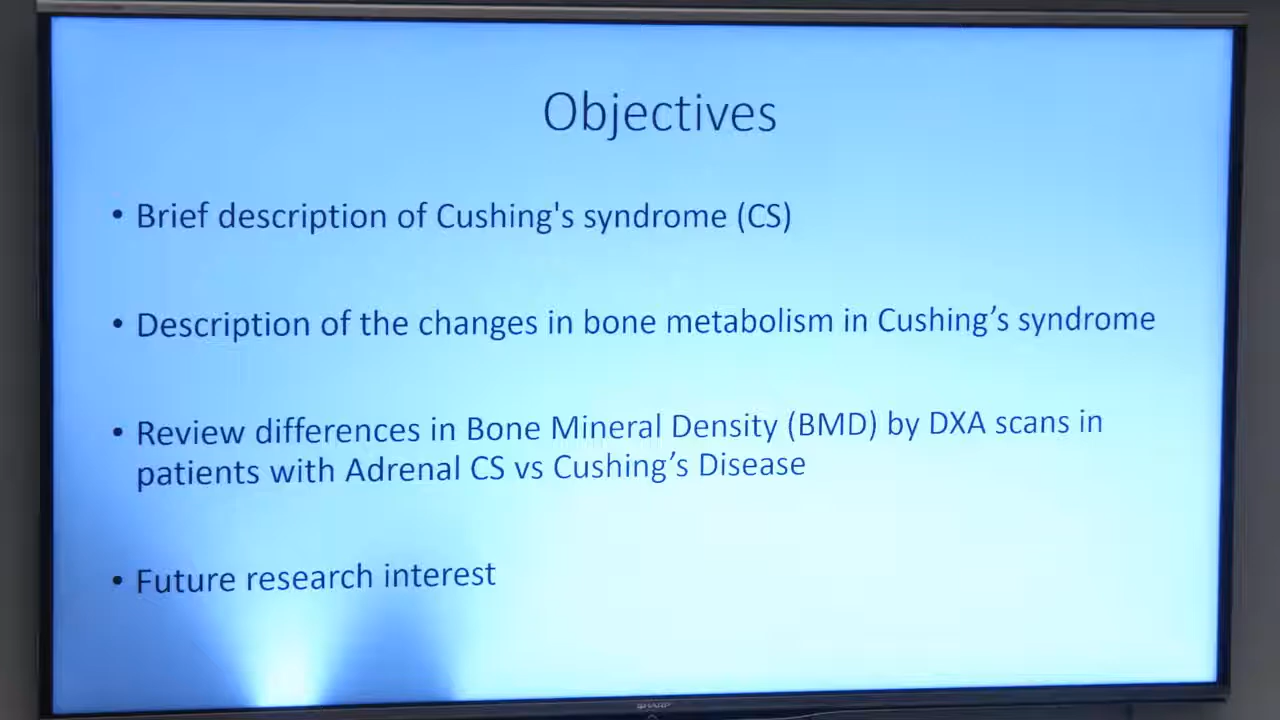 Objectives
• Brief description of Cushing's syndrome (CS)
• Description of the changes in bone metabolism in Cushing’s syndrome
• Review differences in Bone Mineral Density (BMD) by DXA scans in
patients with Adrenal CS vs Cushing’s Disease
• Future research interest
SHARP